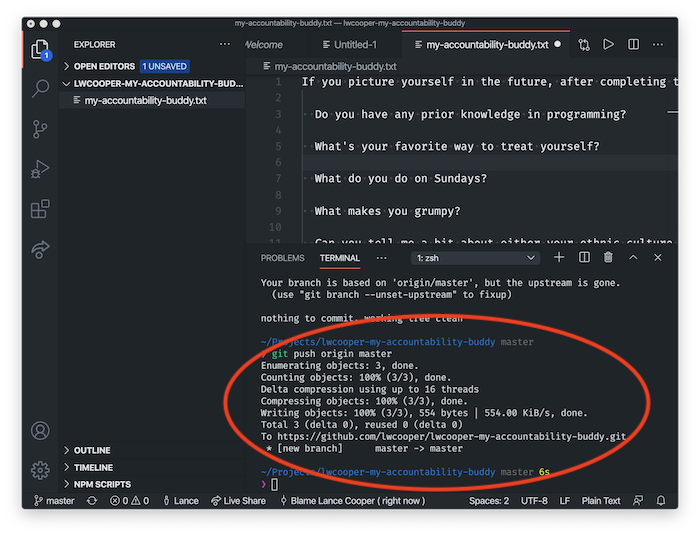 my-accountability-buddy.txt — lwcooper-my-accountability-buddy
EXPLORER
Welcome
Untitled-1
my-accountability-buddy.txt
1
OPEN EDITORS 1 UNSAVED
my-accountability-buddy.txt
LWCOOPER-MY-ACCOUNTABILITY-BUD...
my-accountability-buddy.txt
1 If you picture yourself in the future, after completing
2
3 Do you have any prior knowledge in programming?
4
5 What's your favorite way to treat yourself?
6
7 What do you do on Sundays?
8
9 What makes you grumpy?
10
11 Can you tell me a bit about either your ethnic culture
PROBLEMS TERMINAL 1: zsh
Your branch is based on 'origin/master', but the upstream is gone.
(use "git branch --unset-upstream" to fixup)
nothing to commit, working tree clean
~/Projects/lwcooper-my-accountability-buddy master
❯ git push origin master
Enumerating objects: 3, done.
Counting objects: 100% (3/3), done.
Delta compression using up to 16 threads
Compressing objects: 100% (3/3), done.
Writing objects: 100% (3/3), 554 bytes | 554.00 KiB/s, done.
Total 3 (delta 0), reused 0 (delta 0)
To https://github.com/lwcooper/lwcooper-my-accountability-buddy.git
* [new branch] master -> master
~/Projects/lwcooper-my-accountability-buddy master 6s
❯
OUTLINE
TIMELINE
NPM SCRIPTS
master 0 0 Lance Live Share Blame Lance Cooper ( right now ) Spaces: 2 UTF-8 LF Plain Text